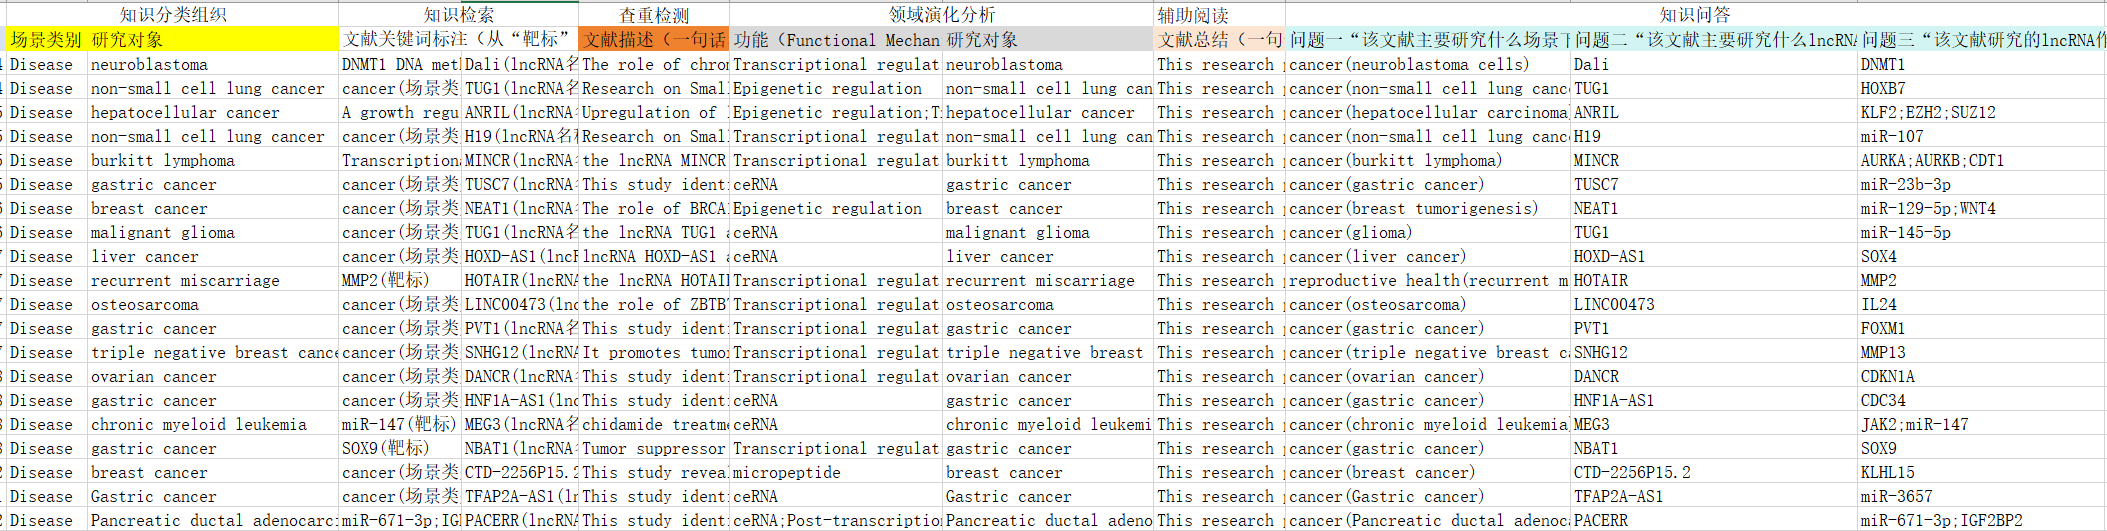 知识分类组织 知识检索 查重检测 领域演化分析 辅助阅读 知识问答
场景类别 研究对象 文献关键词标注（从“靶标” 文献描述（一句话 功能（Functional Mechan 研究对象 文献总结（一句 问题一“该文献主要研究什么场景下 问题二“该文献主要研究什么lncRNA 问题三“该文献研究的lncRNA作
Disease neuroblastoma DNMT1 DNA met Dali(lncRNA名 The role of chro Transcriptional regulat neuroblastoma This research cancer(neuroblastoma cells) Dali DNMT1
Disease non-small cell lung cancer cancer(场景类 TUG1(lncRNA名 Research on Smal Epigenetic regulation non-small cell lung can This research cancer(non-small cell lung canc TUG1 HOXB7
Disease hepatocellular cancer A growth regu ANRIL(lncRNA Upregulation of Epigenetic regulation;T hepatocellular cancer This research cancer(hepatocellular carcinoma ANRIL KLF2;EZH2;SUZ12
Disease non-small cell lung cancer cancer(场景类 H19(lncRNA名称 Research on Smal Transcriptional regulat non-small cell lung can This research cancer(non-small cell lung canc H19 miR-107
Disease burkitt lymphoma Transcriptiona MINCR(lncRNA the lncRNA MINCR Transcriptional regulat burkitt lymphoma This research cancer(burkitt lymphoma) MINCR AURKA;AURKB;CDT1
Disease gastric cancer cancer(场景类 TUSC7(lncRNA This study ident ceRNA gastric cancer This research cancer(gastric cancer) TUSC7 miR-23b-3p
Disease breast cancer cancer(场景类 NEAT1(lncRNA The role of BRCA Epigenetic regulation breast cancer This research cancer(breast tumorigenesis) NEAT1 miR-129-5p;WNT4
Disease malignant glioma cancer(场景类 TUG1(lncRNA名 the lncRNA TUG1 ceRNA malignant glioma This research cancer(glioma) TUG1 miR-145-5p
Disease liver cancer cancer(场景类 HOXD-AS1(lncR lncRNA HOXD-AS1 ceRNA liver cancer This research cancer(liver cancer) HOXD-AS1 SOX4
Disease recurrent miscarriage MMP2(靶标) HOTAIR(lncRNA the lncRNA HOTAI Transcriptional regulat recurrent miscarriage This research reproductive health(recurrent m HOTAIR MMP2
Disease osteosarcoma cancer(场景类 LINC00473(lnc the role of ZBTB Transcriptional regulat osteosarcoma This research cancer(osteosarcoma) LINC00473 IL24
Disease gastric cancer cancer(场景类 PVT1(lncRNA名 This study ident Transcriptional regulat gastric cancer This research cancer(gastric cancer) PVT1 FOXM1
Disease triple negative breast canc cancer(场景类 SNHG12(lncRNA It promotes tumo Transcriptional regulat triple negative breast This research cancer(triple negative breast c SNHG12 MMP13
Disease ovarian cancer cancer(场景类 DANCR(lncRNA This study ident Transcriptional regulat ovarian cancer This research cancer(ovarian cancer) DANCR CDKN1A
Disease gastric cancer cancer(场景类 HNF1A-AS1(lnc This study ident ceRNA gastric cancer This research cancer(gastric cancer) HNF1A-AS1 CDC34
Disease chronic myeloid leukemia miR-147(靶标) MEG3(lncRNA名 chidamide treatm ceRNA chronic myeloid leukemi This research cancer(chronic myeloid leukemia MEG3 JAK2;miR-147
Disease gastric cancer SOX9(靶标) NBAT1(lncRNA Tumor suppressor Transcriptional regulat gastric cancer This research cancer(gastric cancer) NBAT1 SOX9
Disease breast cancer cancer(场景类 CTD-2256P15.2 This study revea micropeptide breast cancer This research cancer(breast cancer) CTD-2256P15.2 KLHL15
Disease Gastric cancer cancer(场景类 TFAP2A-AS1(ln This study ident ceRNA Gastric cancer This research cancer(Gastric cancer) TFAP2A-AS1 miR-3657
Disease Pancreatic ductal adenocarc miR-671-3p;IG PACERR(lncRNA This study ident ceRNA;Post-transcriptio Pancreatic ductal adeno This research cancer(Pancreatic ductal adenoc PACERR miR-671-3p;IGF2BP2